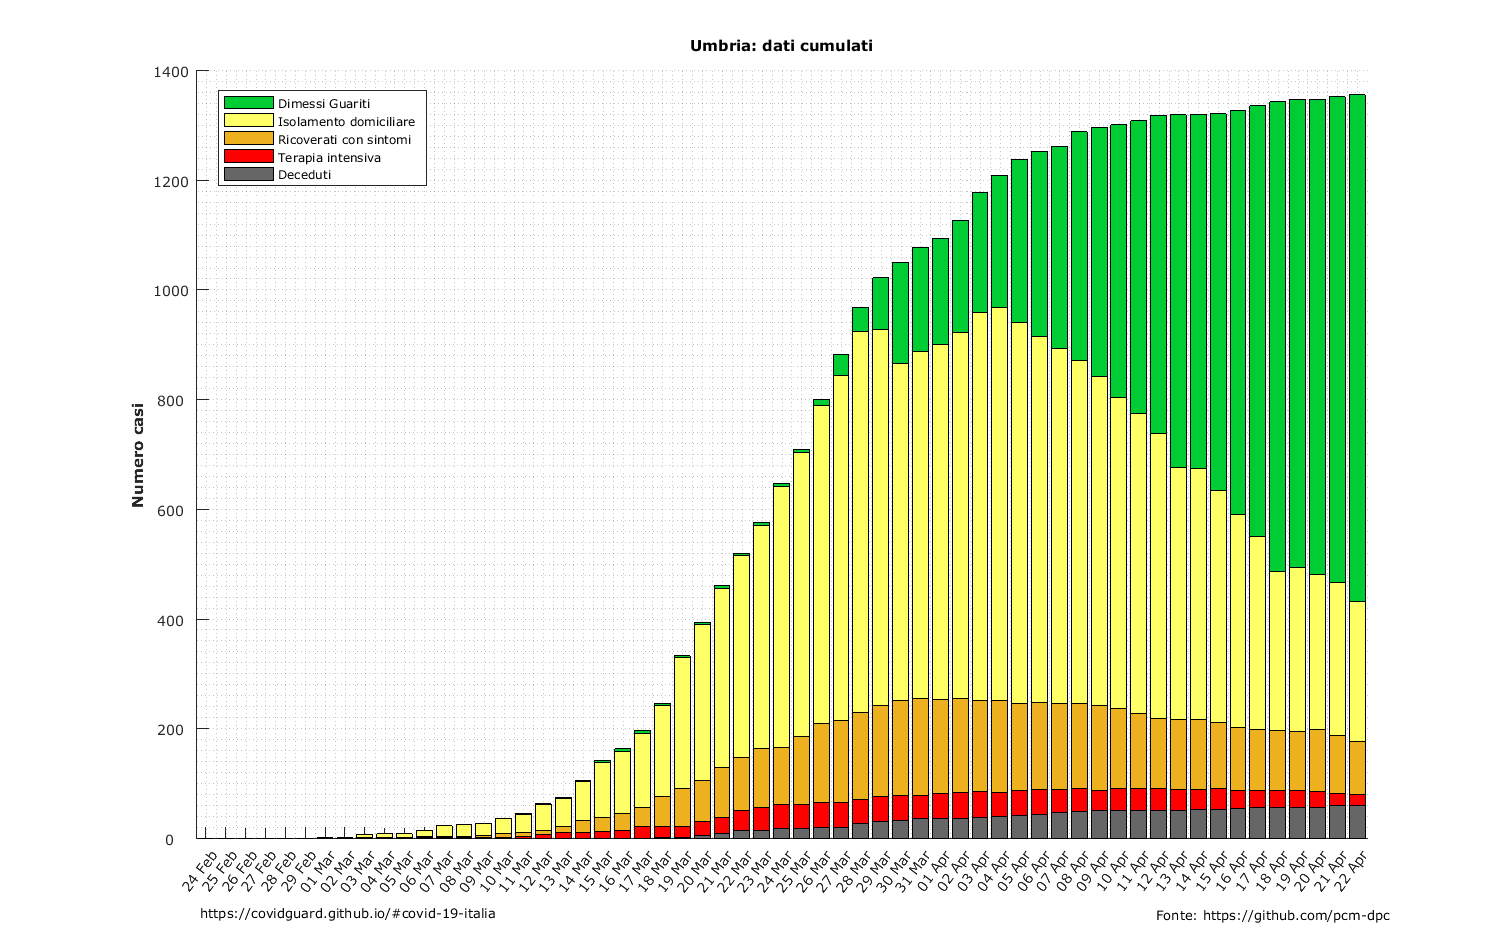 Umbria: dati cumulati
1400
1200
1000
800
600
400
200
0
Numero casi
Dimessi Guariti
Isolamento domiciliare
Ricoverati con sintomi
Terapia intensiva
Deceduti
24 Feb
25 Feb
26 Feb
27 Feb
28 Feb
29 Feb
01 Mar
02 Mar
03 Mar
04 Mar
05 Mar
06 Mar
07 Mar
08 Mar
09 Mar
10 Mar
11 Mar
12 Mar
13 Mar
14 Mar
15 Mar
16 Mar
17 Mar
18 Mar
19 Mar
20 Mar
21 Mar
22 Mar
23 Mar
24 Mar
25 Mar
26 Mar
27 Mar
28 Mar
29 Mar
30 Mar
31 Mar
01 Apr
02 Apr
03 Apr
04 Apr
05 Apr
06 Apr
07 Apr
08 Apr
09 Apr
10 Apr
11 Apr
12 Apr
13 Apr
14 Apr
15 Apr
16 Apr
17 Apr
18 Apr
19 Apr
20 Apr
21 Apr
22 Apr
https://covidguard.github.io/#covid-19-italia
Fonte: https://github.com/pcm-dpc